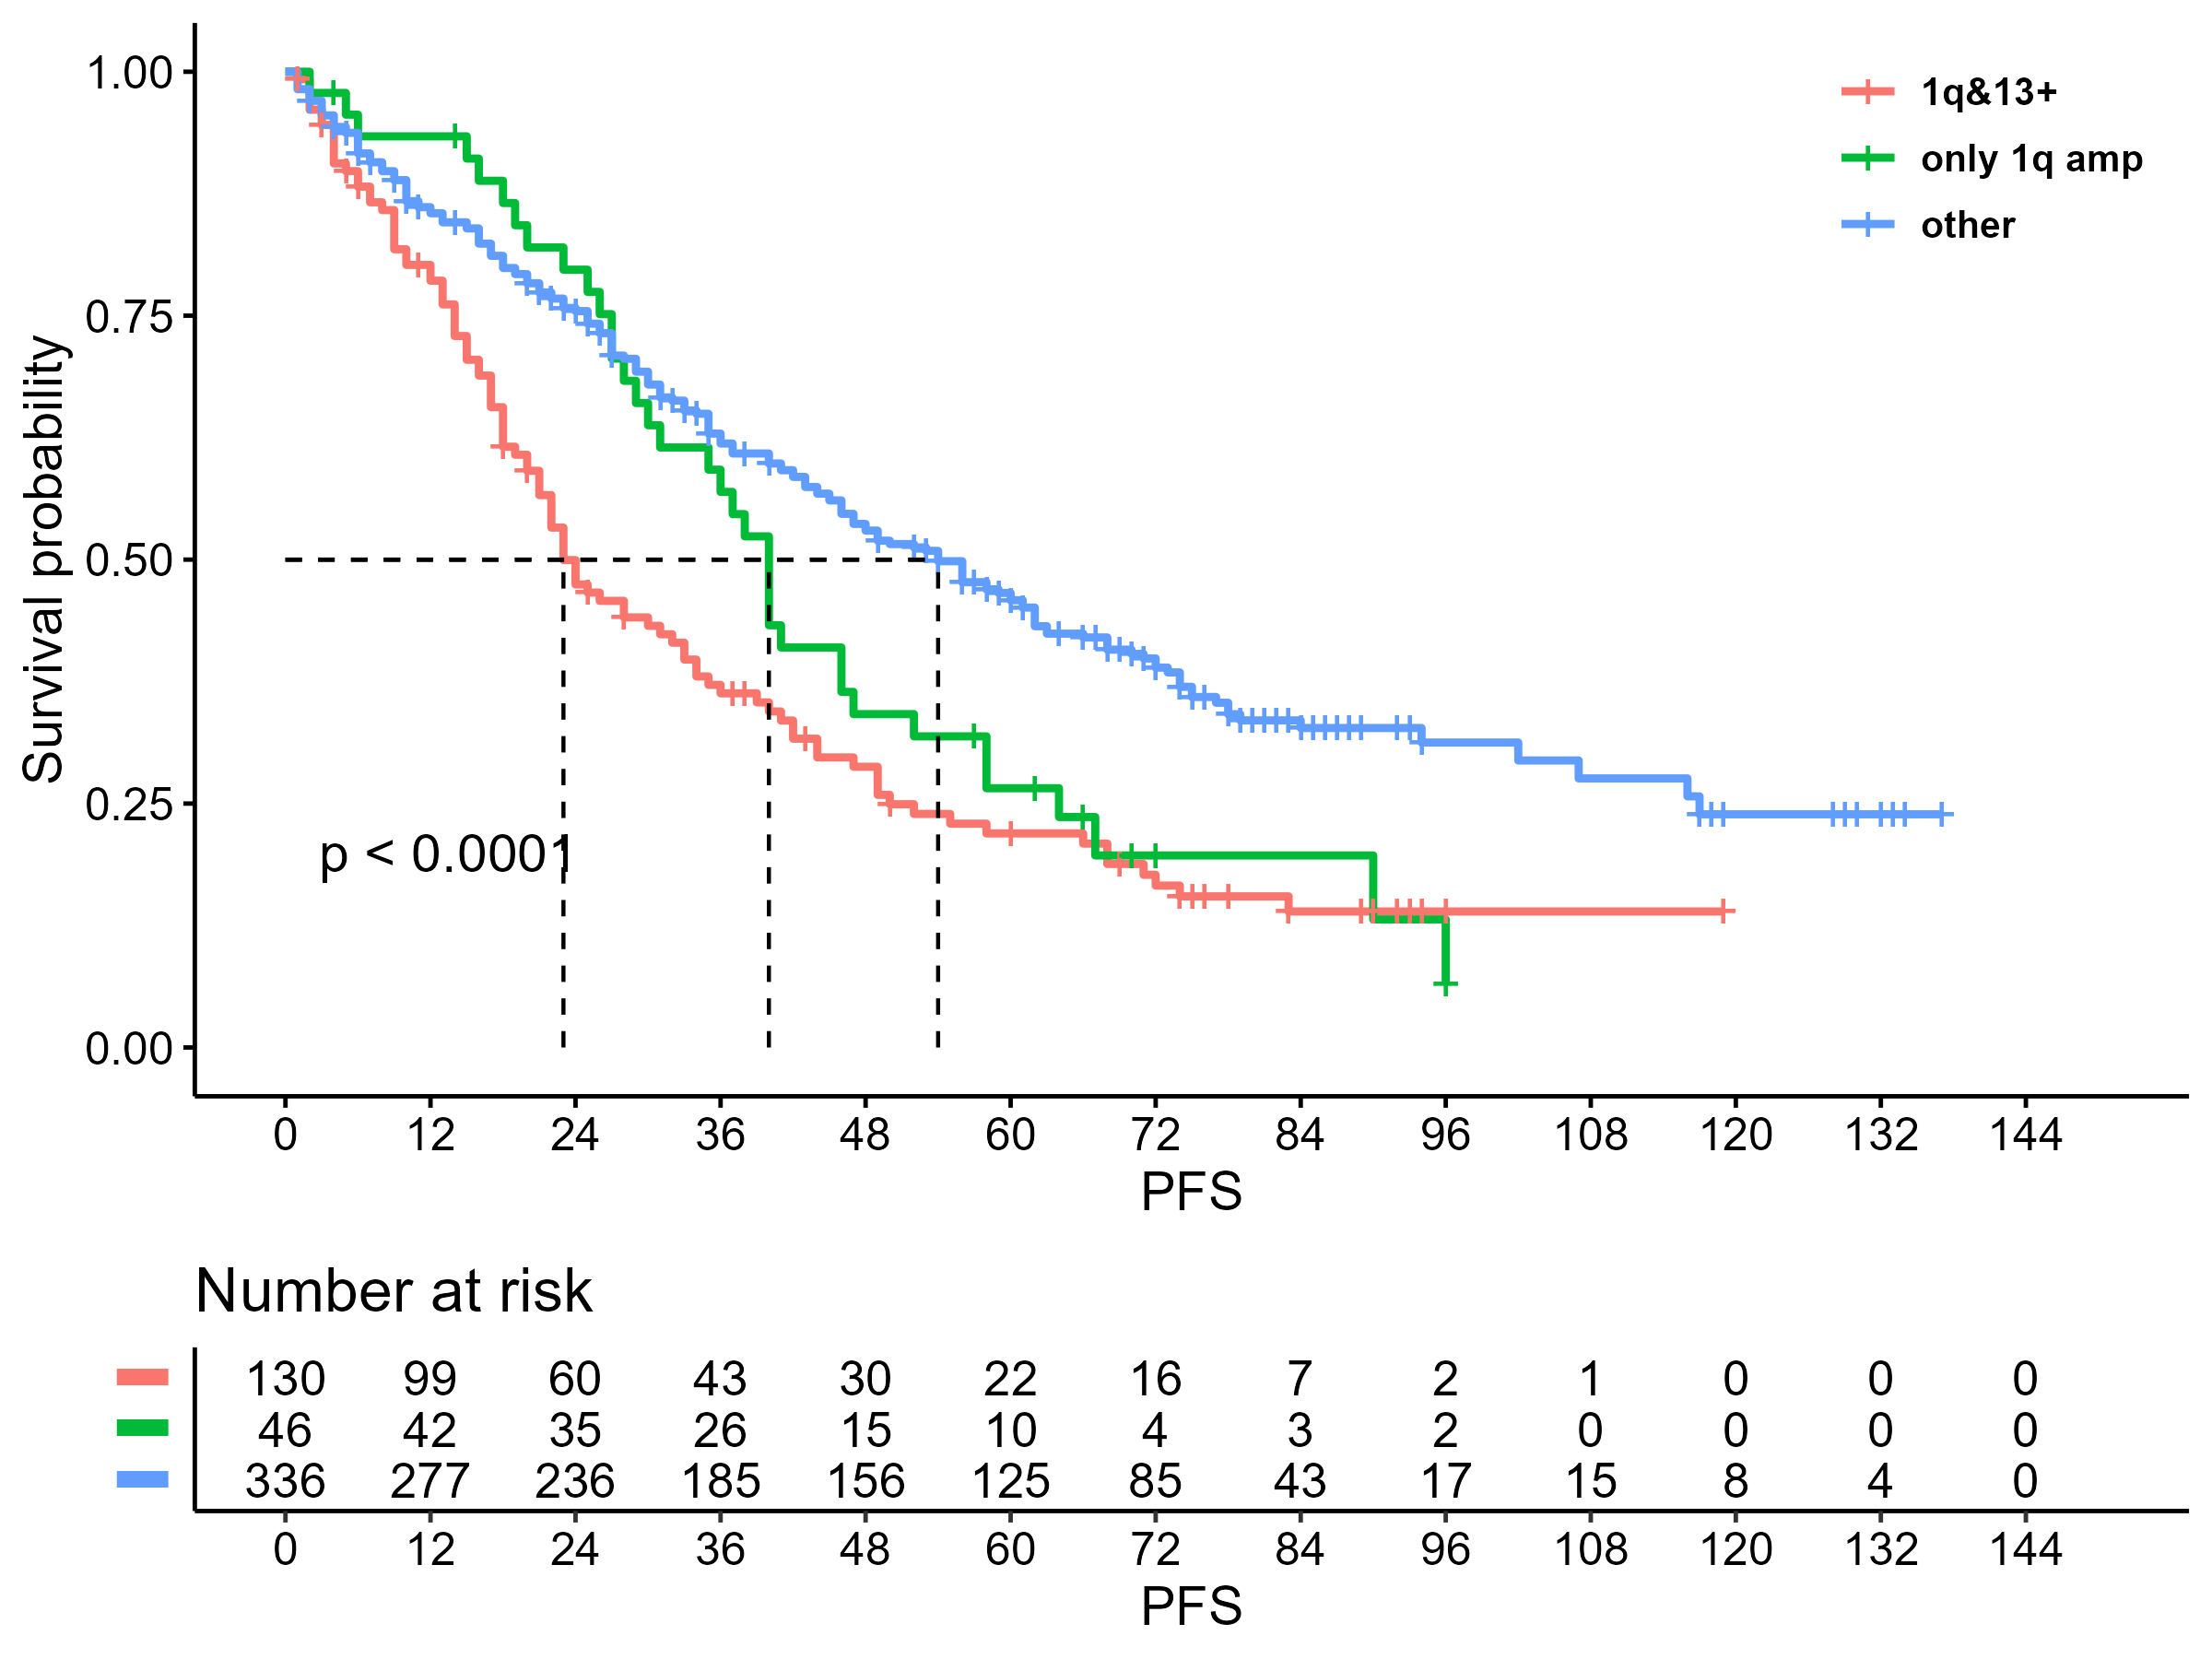 1q&13+
only 1q amp
other
Survival probability
1.00
0.75
0.50
0.25
0.00
p < 0.0001
0 12 24 36 48 60 72 84 96 108 120 132 144
PFS
Number at risk
130 99 60 43 30 22 16 7 2 1 0 0 0
46 42 35 26 15 10 4 3 2 0 0 0 0
336 277 236 185 156 125 85 43 17 15 8 4 0
0 12 24 36 48 60 72 84 96 108 120 132 144
PFS